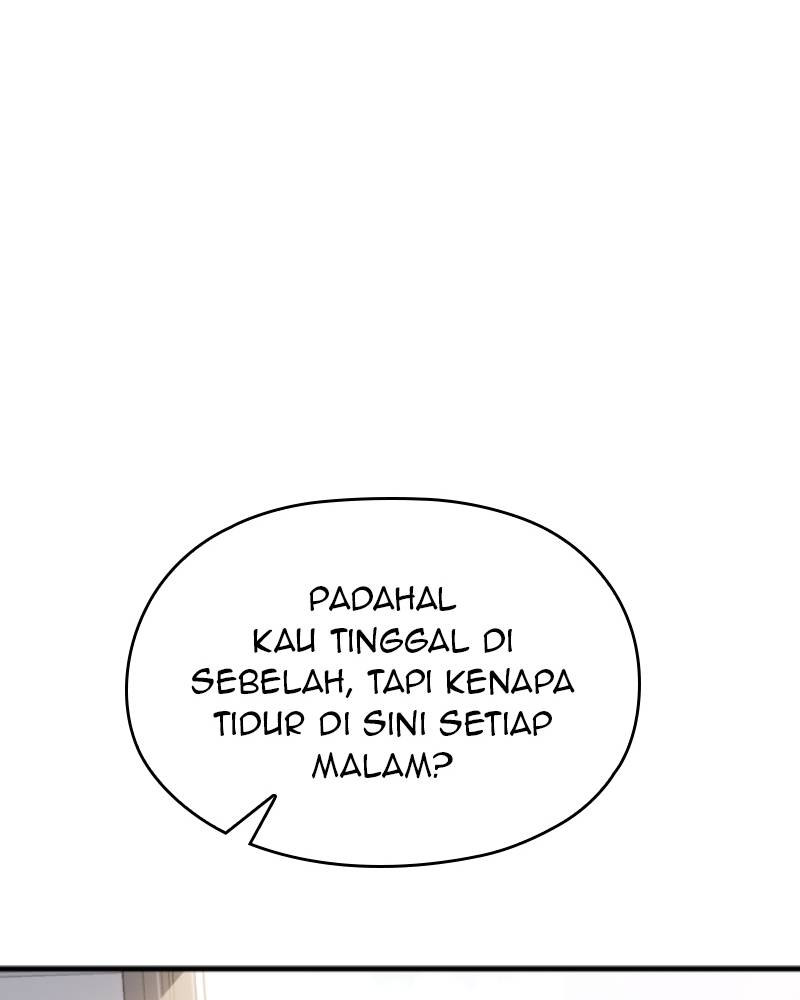 PADAHAL
KAU TINGGAL DI
SEBELAH, TAPI KENAPA
TIDUR DI SINI SETIAP
MALAM?